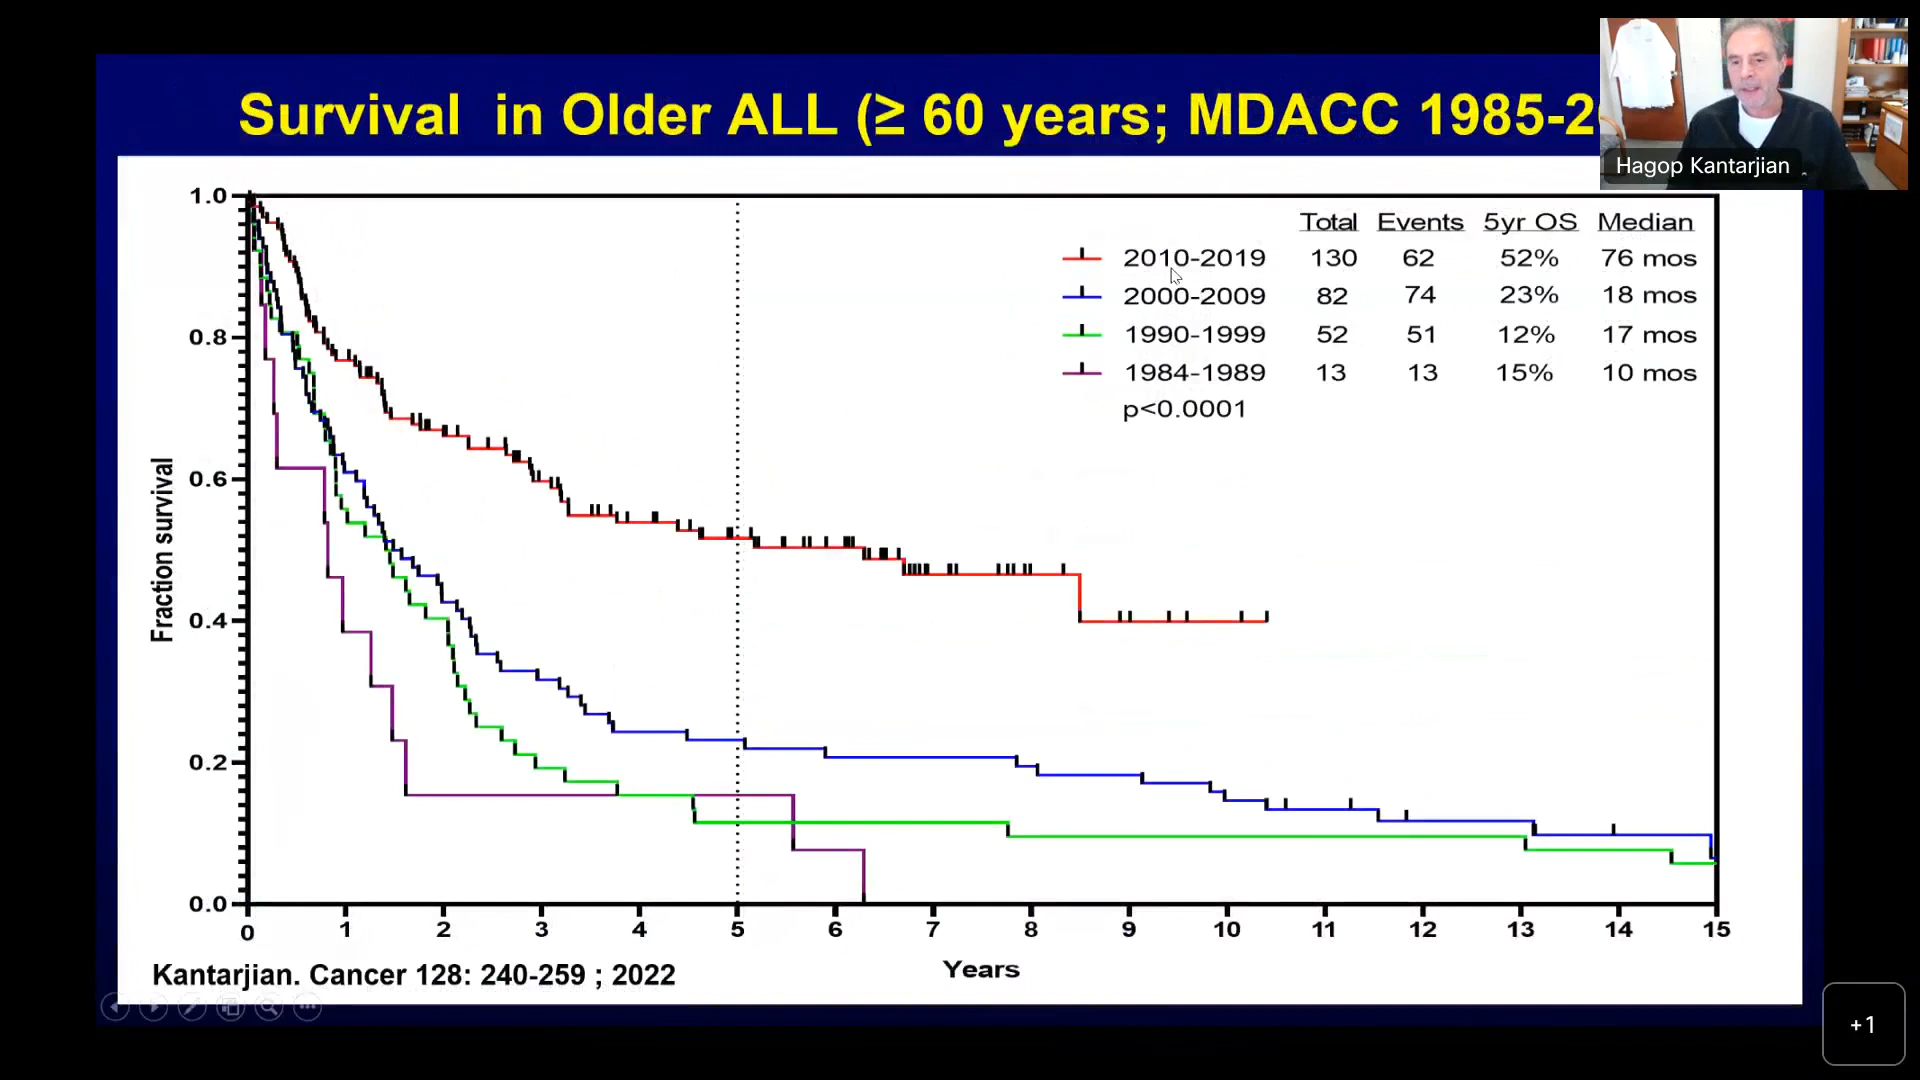 Survival in Older ALL (≥ 60 years; MDACC 1985-2
Hagop Kantarjian
Total Events 5yr OS Median
2010-2019 130 62 52% 76 mos
2000-2009 82 74 23% 18 mos
1990-1999 52 51 12% 17 mos
1984-1989 13 13 15% 10 mos
p<0.0001
Fraction survival
1.0
0.8
0.6
0.4
0.2
0.0
0 1 2 3 4 5 6 7 8 9 10 11 12 13 14 15
Years
Kantarjian. Cancer 128: 240-259 ; 2022
+1